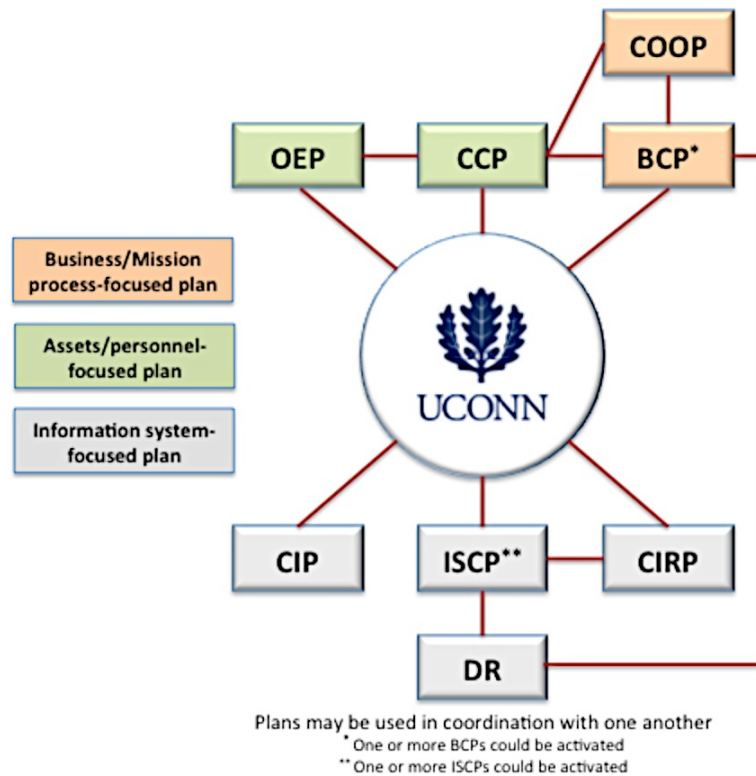 COOP
OEP
CCP
BCP*
Business/Mission
process-focused plan
Assets/personnel-
focused plan
Information system-
focused plan
UCONN
CIP
ISCP**
CIRP
DR
Plans may be used in coordination with one another
* One or more BCPs could be activated
** One or more ISCPs could be activated